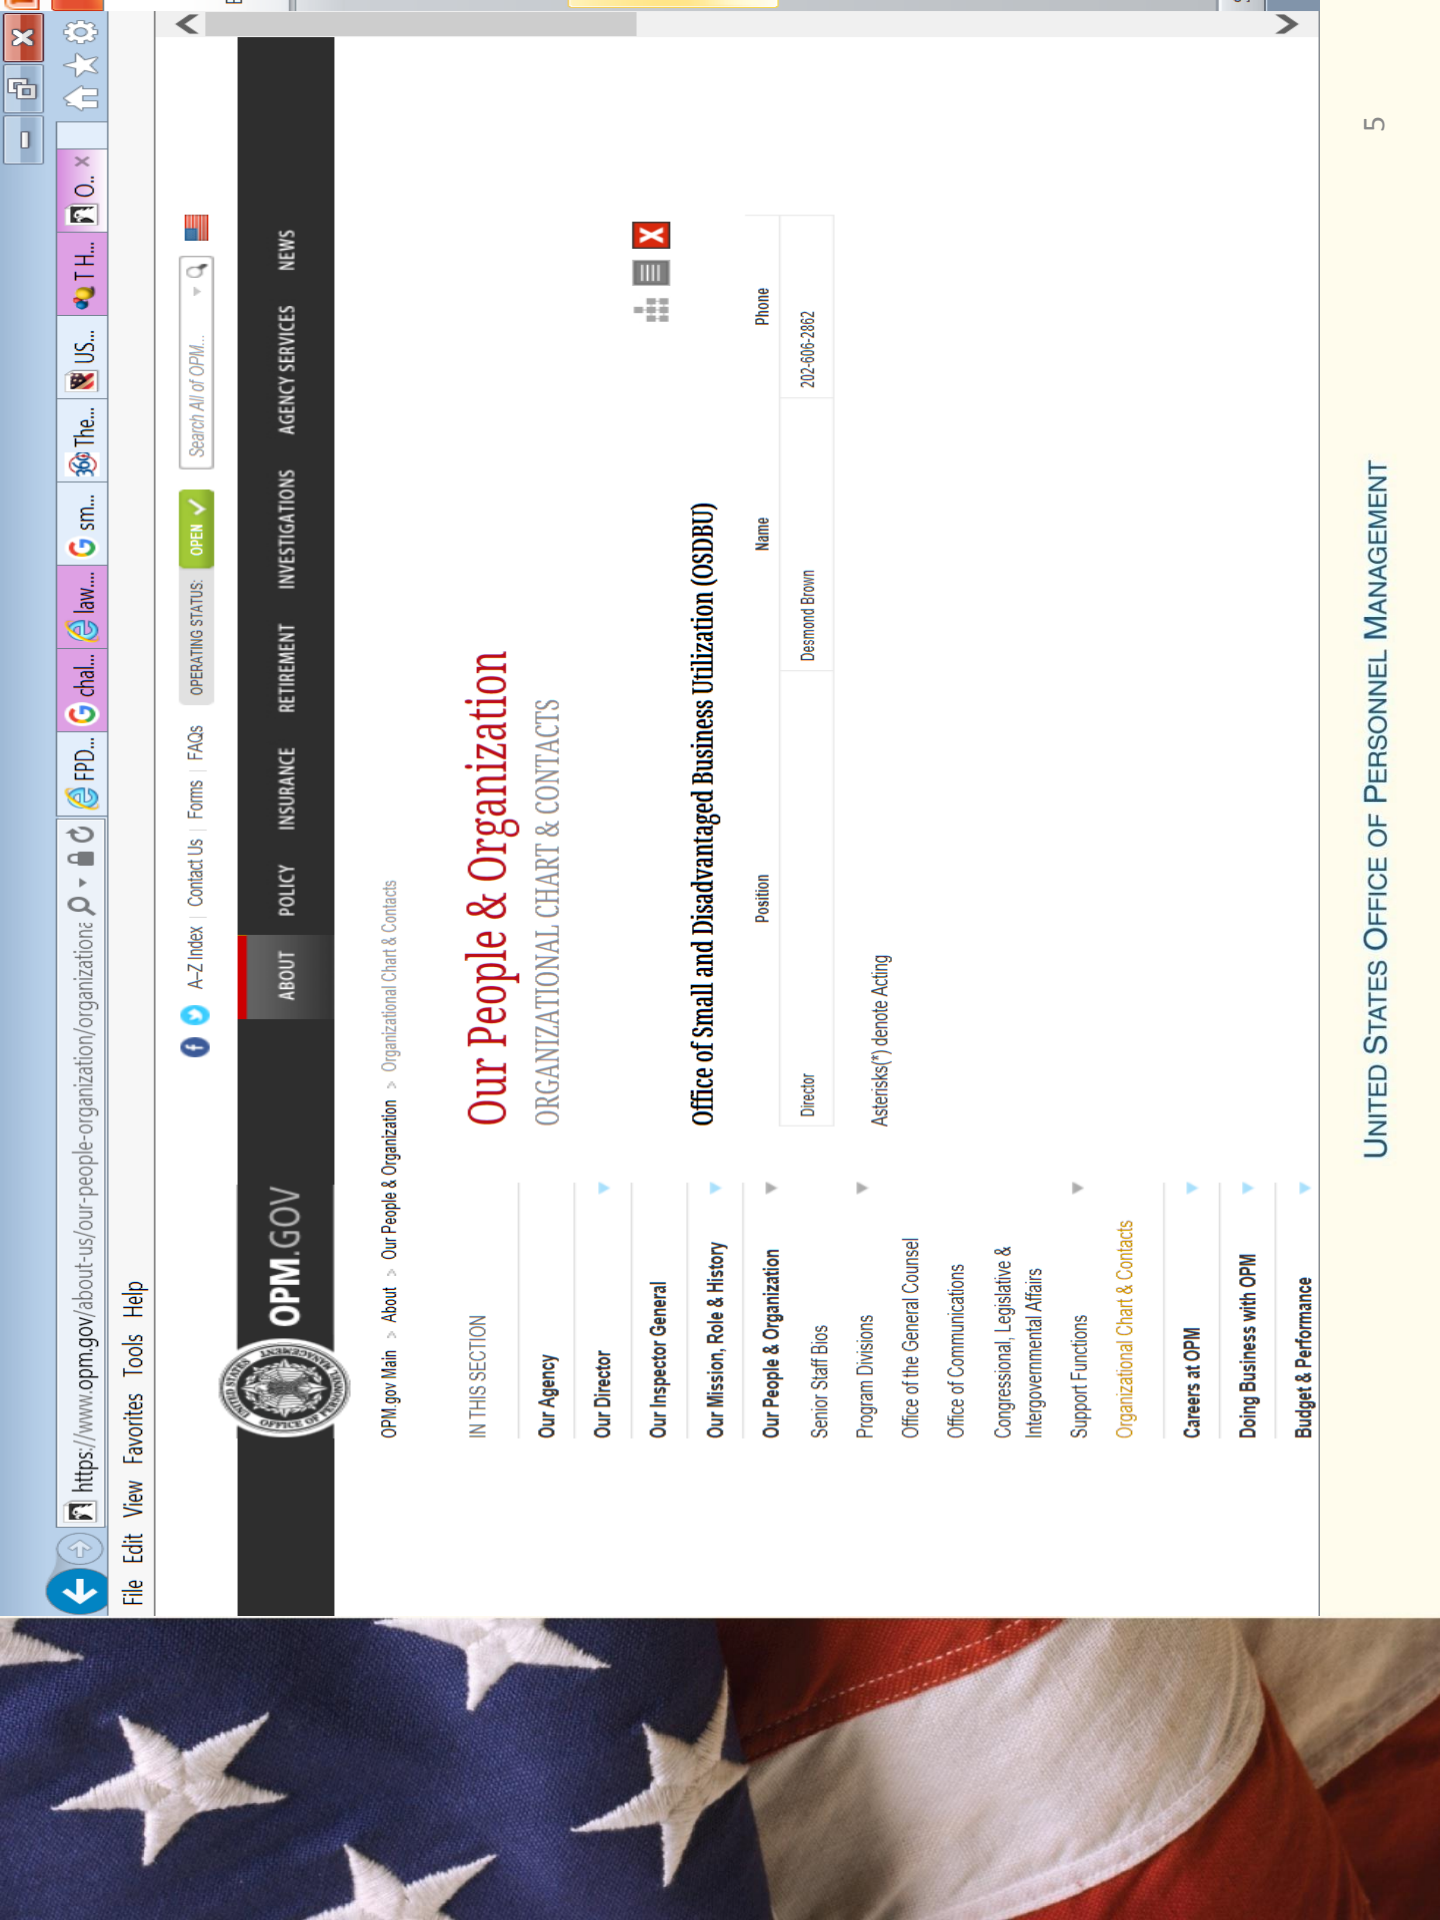 https://www.opm.gov/about-us/our-people-organization/organizationa
FPD...
chal...
law....
sm...
The...
US...
T H...
O..
File Edit View Favorites Tools Help
A–Z Index | Contact Us | Forms | FAQs
OPERATING STATUS: OPEN
Search All of OPM...
OPM.GOV
ABOUT POLICY INSURANCE RETIREMENT INVESTIGATIONS AGENCY SERVICES NEWS
OPM.gov Main > About > Our People & Organization > Organizational Chart & Contacts
IN THIS SECTION
Our Agency
Our Director
Our Inspector General
Our Mission, Role & History
Our People & Organization
Senior Staff Bios
Program Divisions
Office of the General Counsel
Office of Communications
Congressional, Legislative &
Intergovernmental Affairs
Support Functions
Organizational Chart & Contacts
Careers at OPM
Doing Business with OPM
Budget & Performance
Our People & Organization
ORGANIZATIONAL CHART & CONTACTS
X
Office of Small and Disadvantaged Business Utilization (OSDBU)
Position Name Phone
Director Desmond Brown 202-606-2862
Asterisks(*) denote Acting
UNITED STATES OFFICE OF PERSONNEL MANAGEMENT
5